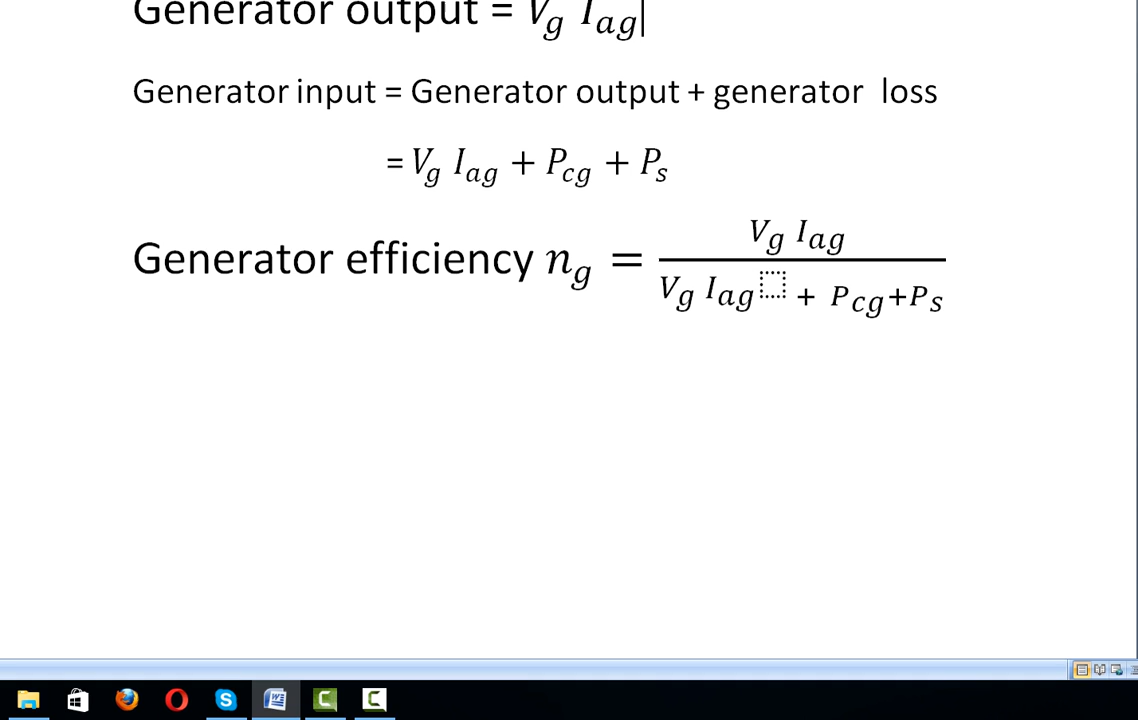 Generator output = V_g I_ag
Generator input = Generator output + generator loss
= V_g I_ag + P_cg + P_s
Generator efficiency n_g = V_g I_ag / V_g I_ag + P_cg+P_s